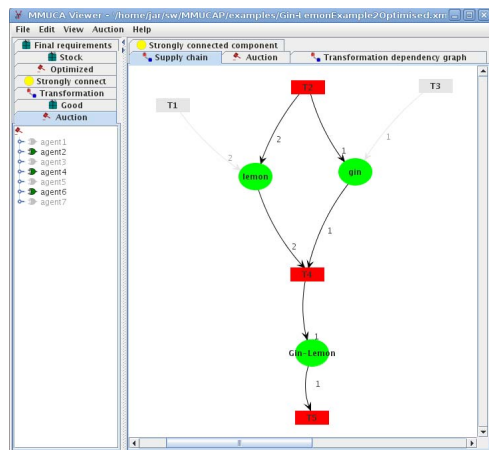 MMUCA Viewer - /home/jar/sw/MMUCAP/examples/Gin-LemonExample2Optimised.xm
File Edit View Auction Help
Final requirements
Stock
Optimized
Strongly connect
Transformation
Good
Auction
agent1
agent2
agent3
agent4
agent5
agent6
agent7
Strongly connected component
Supply chain Auction Transformation dependency graph
T2
T3
T1
2
1
1
2
lemon
gin
2
1
T4
1
Gin-Lemon
1
T5